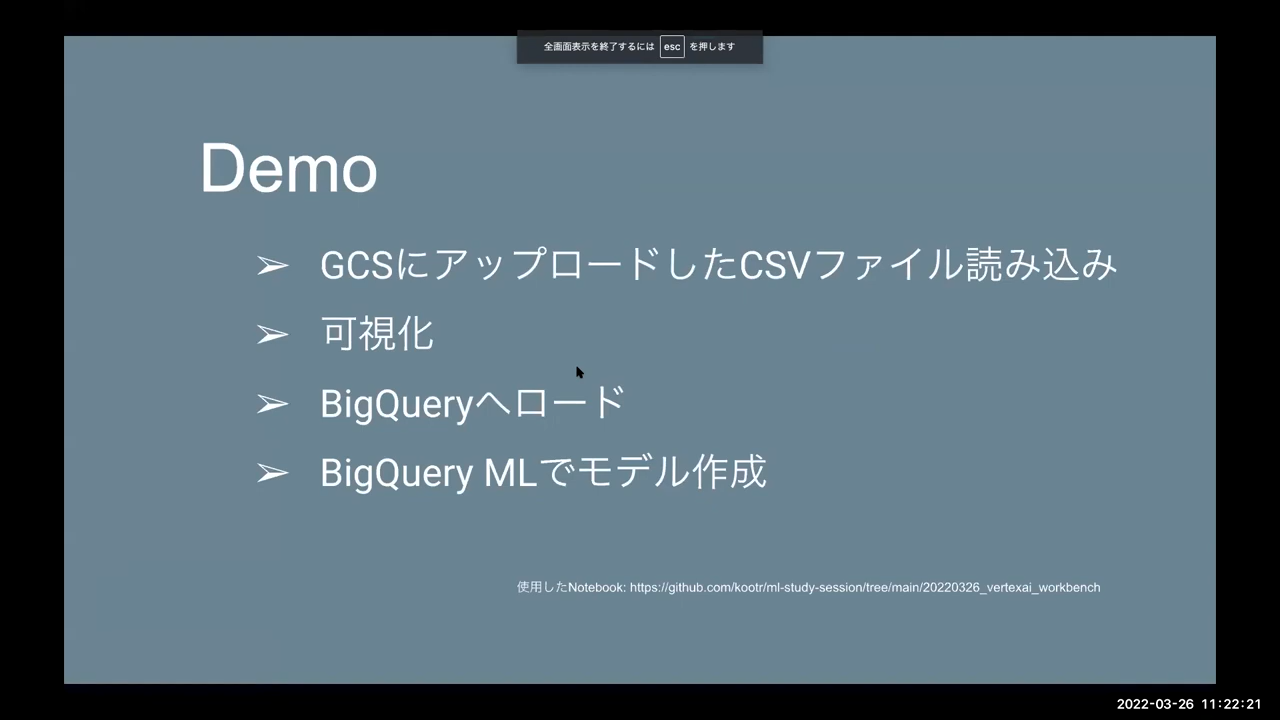 全画面表示を終了するには esc を押します
Demo
➢ GCSにアップロードしたCSVファイル読み込み
➢ 可視化
➢ BigQueryへロード
➢ BigQuery MLでモデル作成
使用したNotebook: https://github.com/kootr/ml-study-session/tree/main/20220326_vertexai_workbench
2022-03-26 11:22:21